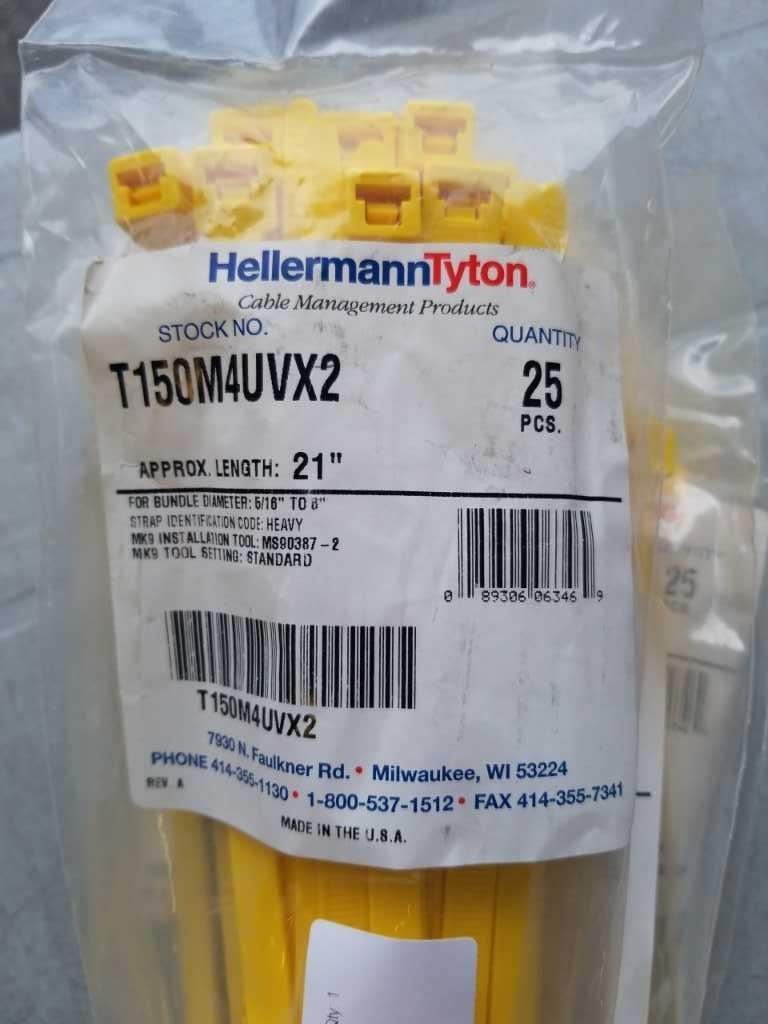 HellermannTyton®
Cable Management Products
STOCK NO. QUANTITY
T150M4UVX2 25
PCS.
APPROX. LENGTH: 21"
FOR BUNDLE DIAMETER: 5/16" TO 6"
STRAP IDENTIFICATION CODE: HEAVY
MK9 INSTALLATION TOOL: MS90387-2
MK9 TOOL SETTING: STANDARD
0 89306 06346 9
T150M4UVX2
7930 N. Faulkner Rd. • Milwaukee, WI 53224
PHONE 414-355-1130 • 1-800-537-1512 • FAX 414-355-7341
REV. A
MADE IN THE U.S.A.
Qty 1
25
PCS.